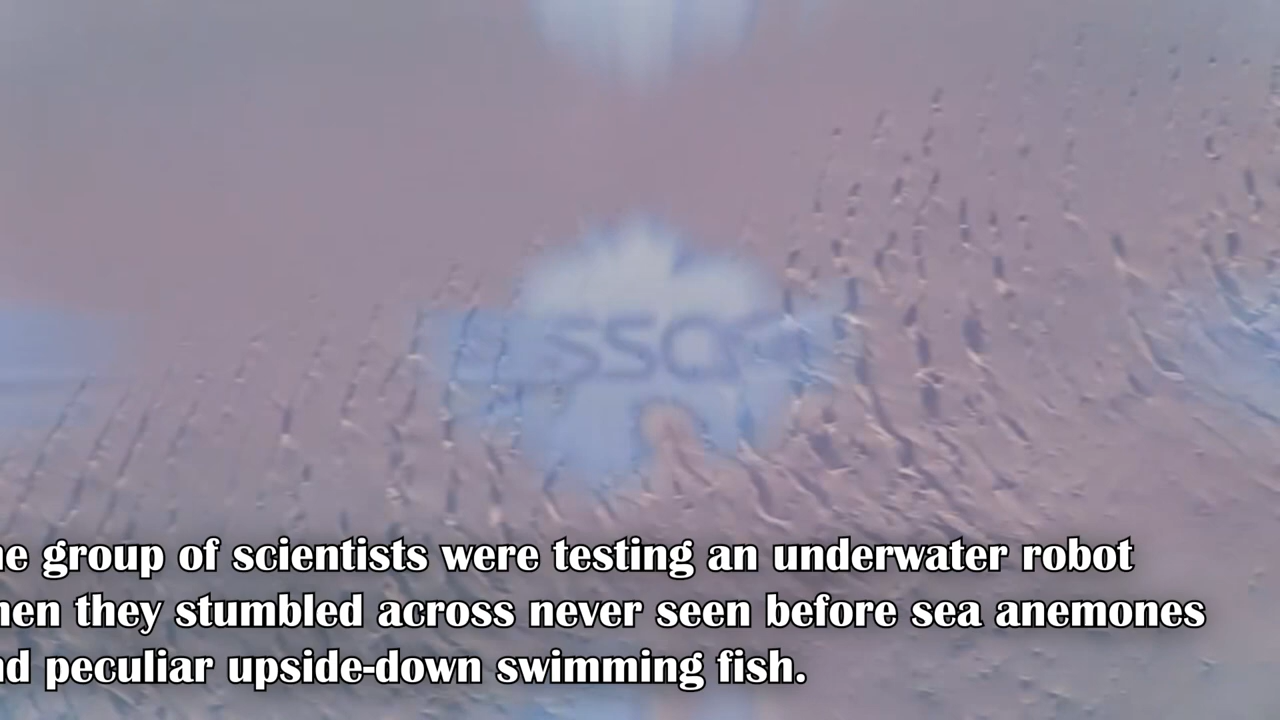 group of scientists were testing an underwater robot
they stumbled across never seen before sea anemones
peculiar upside-down swimming fish.